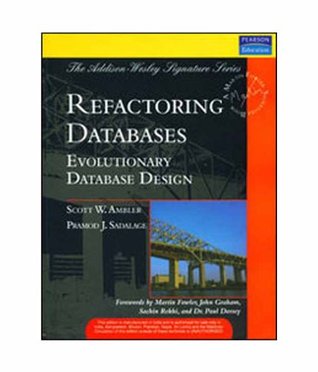 PEARSON
Education
The Addison-Wesley Signature Series
REFACTORING
DATABASES
EVOLUTIONARY
DATABASE DESIGN
SCOTT W. AMBLER
PRAMOD J. SADALAGE
Forewords by Martin Fowler, John Graham,
Sachin Rekhi, and Dr. Paul Dorsey